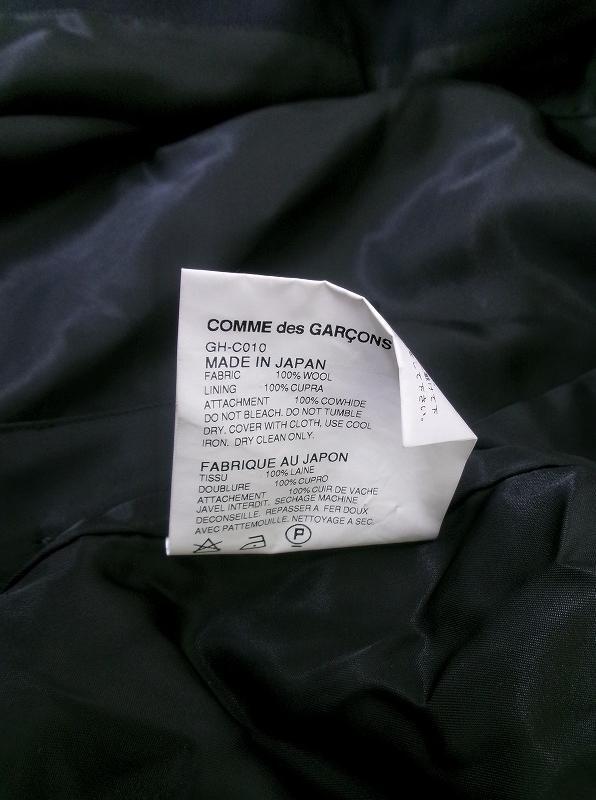 COMME des GARÇONS
GH-C010
MADE IN JAPAN
FABRIC 100% WOOL
LINING 100% CUPRA
ATTACHMENT 100% COWHIDE
DO NOT BLEACH. DO NOT TUMBLE
DRY. COVER WITH CLOTH, USE COOL
IRON. DRY CLEAN ONLY.
FABRIQUE AU JAPON
TISSU 100% LAINE
DOUBLURE 100% CUPRO
ATTACHEMENT 100% CUIR DE VACHE
JAVEL INTERDIT. SECHAGE MACHINE
DECONSEILLE. REPASSER A FER DOUX
AVEC PATTEMOUILLE. NETTOYAGE A SEC.
P